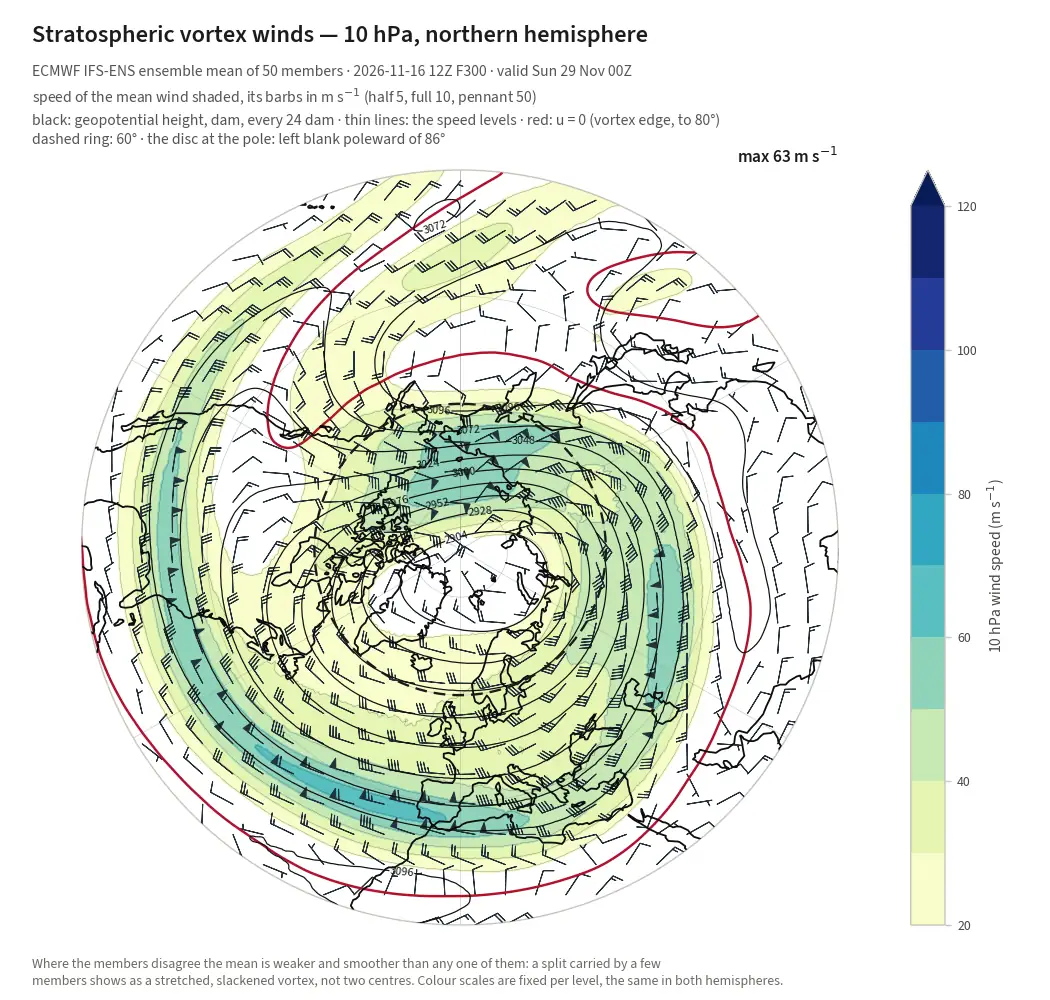 Stratospheric vortex winds — 10 hPa, northern hemisphere
ECMWF IFS-ENS ensemble mean of 50 members · 2026-11-16 12Z F300 · valid Sun 29 Nov 00Z
speed of the mean wind shaded, its barbs in m s⁻¹ (half 5, full 10, pennant 50)
black: geopotential height, dam, every 24 dam · thin lines: the speed levels · red: u = 0 (vortex edge, to 80°)
dashed ring: 60° · the disc at the pole: left blank poleward of 86°
max 63 m s⁻¹
120
100
80
60
40
20
10 hPa wind speed (m s⁻¹)
3072
3096
3072
3048
3000
2952
2928
2904
3096
Where the members disagree the mean is weaker and smoother than any one of them: a split carried by a few
members shows as a stretched, slackened vortex, not two centres. Colour scales are fixed per level, the same in both hemispheres.